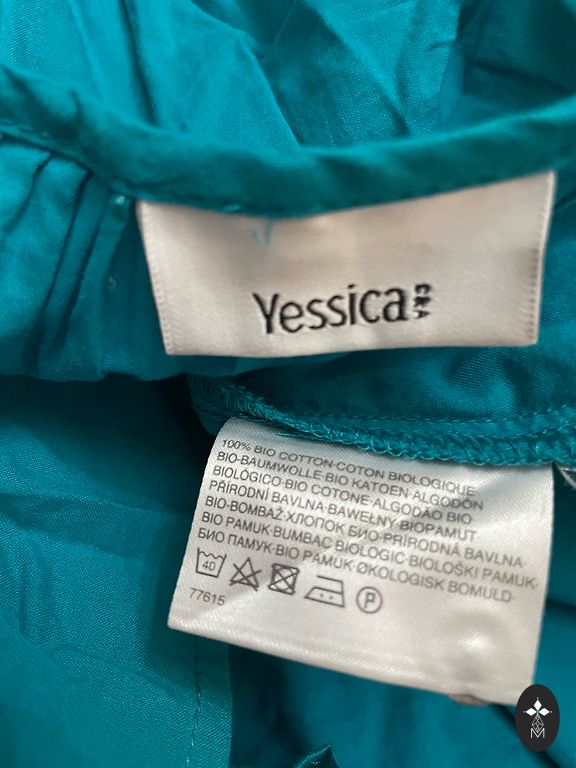 Yessica C&A
100% BIO COTTON·COTON BIOLOGIQUE
BIO-BAUMWOLLE·BIO KATOEN·ALGODÓN
BIOLÓGICO·BIO COTONE·ALGODÃO BIO·
PŘÍRODNÍ BAVLNA·BAWEŁNY·BIOPAMUT
BIO-BOMBAŽ·ХЛОПОК БИО·PRÍRODNÁ BAVLNA
BIO PAMUK·BUMBAC BIOLOGIC·BIOLOŠKI PAMUK·
БИО ПАМУК·BIO PAMUK·ØKOLOGISK BOMULD·
40 P
77615
M